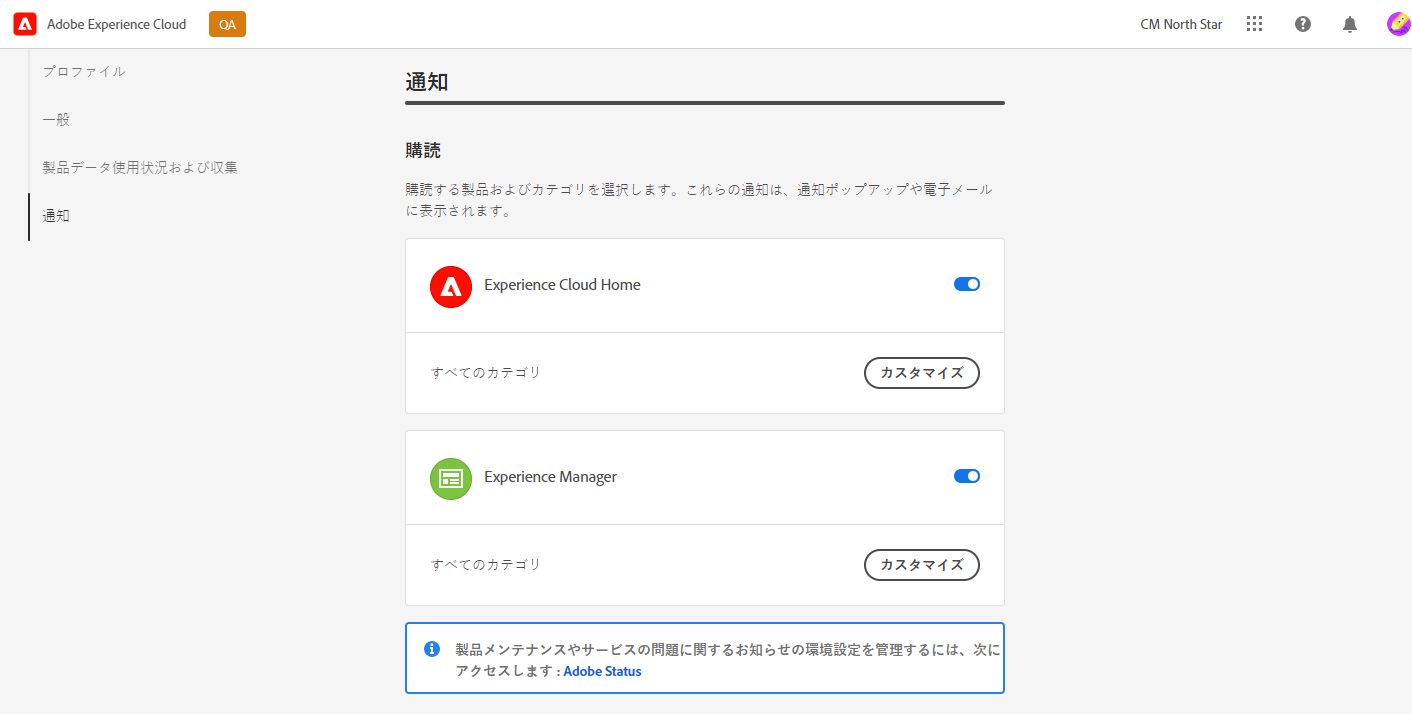 Adobe Experience Cloud QA CM North Star
プロファイル
一般
製品データ使用状況および収集
通知
通知
購読
購読する製品およびカテゴリを選択します。これらの通知は、通知ポップアップや電子メール
に表示されます。
Experience Cloud Home
すべてのカテゴリ カスタマイズ
Experience Manager
すべてのカテゴリ カスタマイズ
製品メンテナンスやサービスの問題に関するお知らせの環境設定を管理するには、次に
アクセスします : Adobe Status